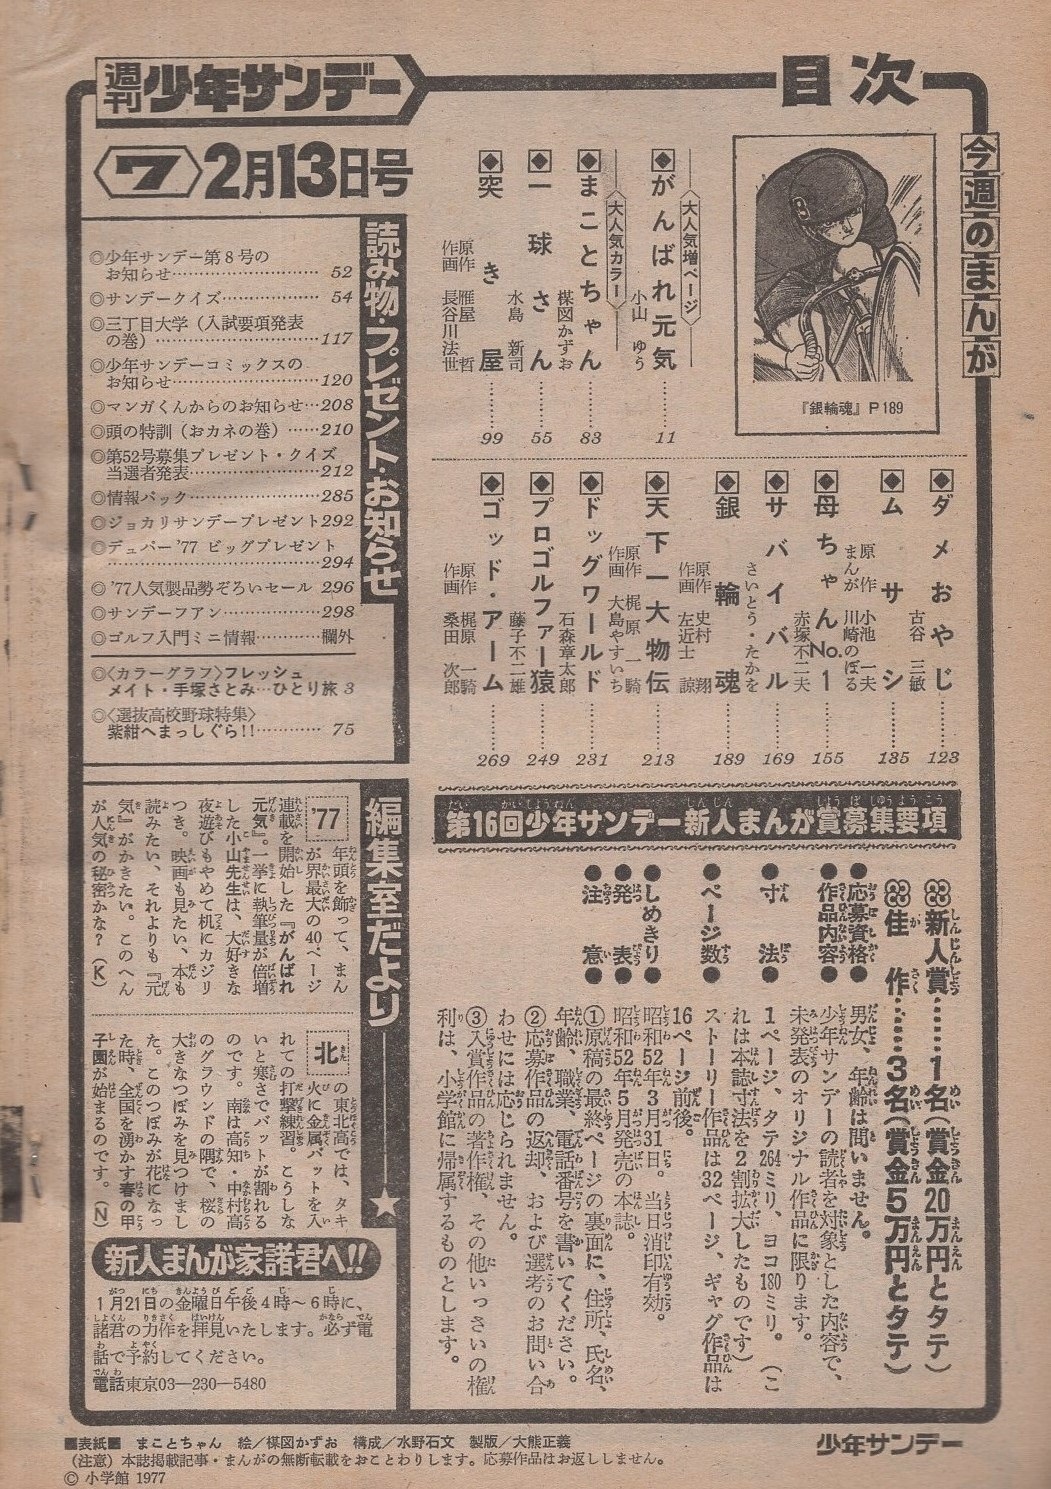 週刊少年サンデー
目次
7 2月13日号
今週のまんが
『銀輪魂』P189
大人気増ページ
◆がんばれ元気 小山ゆう……11
大人気カラー
◆まことちゃん 楳図かずお……83
◆一球さん 水島新司……55
◆突き屋 原作 雁屋哲 作画 長谷川法世……99
◆ダメおやじ 古谷三敏……123
◆ムサシ 原作 小池一夫 まんが 川崎のぼる……135
◆母ちゃんNo.1 赤塚不二夫……155
◆サバイバル さいとう・たかを……169
◆銀輪魂 原作 史村翔 作画 左近士諒……189
◆天下一大物伝 原作 梶原一騎 作画 大島やすいち……213
◆ドッグワールド 石森章太郎……231
◆プロゴルファー猿 藤子不二雄……249
◆ゴッド・アーム 原作 梶原一騎 作画 桑田次郎……269
読み物・プレゼント・お知らせ
◎少年サンデー第8号の
お知らせ……52
◎サンデークイズ……54
◎三丁目大学(入試要項発表
の巻)……117
◎少年サンデーコミックスの
お知らせ……120
◎マンガくんからのお知らせ…208
◎頭の特訓(おカネの巻)……210
◎第52号募集プレゼント・クイズ
当選者発表……212
◎情報パック……285
◎ジョカリサンデープレゼント292
◎デュパー'77 ビッグプレゼント
……294
◎'77人気製品勢ぞろいセール 296
◎サンデーフアン……298
◎ゴルフ入門ミニ情報……欄外
◎〈カラーグラフ〉フレッシュ
メイト・手塚さとみ…ひとり旅 3
◎〈選抜高校野球特集〉
紫紺へまっしぐら!!……75
第16回少年サンデー新人まんが賞募集要項
新人賞……1名(賞金20万円とタテ)
佳作……3名(賞金5万円とタテ)
●応募資格●男女、年齢は問いません。
●作品内容●少年サンデーの読者を対象とした内容で、
未発表のオリジナル作品に限ります。
●寸法●1ページ、タテ264ミリ、ヨコ180ミリ。(こ
れは本誌寸法を2割拡大したものです)
●ページ数●ストーリー作品は32ページ、ギャグ作品は
16ページ前後。
●しめきり●昭和52年3月31日。当日消印有効。
●発表●昭和52年5月発売の本誌。
●注意●①原稿の最終ページの裏面に、住所、氏名、
年齢、職業、電話番号を書いてください。
②応募作品の返却、および選考のお問い合
わせには応じられません。
③入賞作品の著作権、その他いっさいの権
利は、小学館に帰属するものとします。
編集室だより★
'77年頭を飾って、まん
が界最大の40ページ
連載を開始した『がんばれ
元気』。一挙に執筆量が倍増
した小山先生は、大好きな
夜遊びもやめて机にカジリ
つき。映画も見たい、本も
読みたい、それよりも『元
気』がかきたい。このへん
が人気の秘密かな?(K)
北の東北高では、タキ
火に金属バットを入
れての打撃練習。こうしな
いと寒さでバットが割れる
のです。南は高知・中村高
のグラウンドの隅で、桜の
大きなつぼみを見つけまし
た。このつぼみが花になっ
た時、全国を湧かす春の甲
子園が始まるのです。(N)
新人まんが家諸君へ!!
1月21日の金曜日午後4時〜6時に、
諸君の力作を拝見いたします。必ず電
話で予約してください。
電話東京03―230―5480
■表紙■ まことちゃん 絵/楳図かずお 構成/水野石文 製版/大熊正義
(注意)本誌掲載記事・まんがの無断転載をおことわりします。応募作品はお返ししません。
© 小学館 1977
少年サンデー